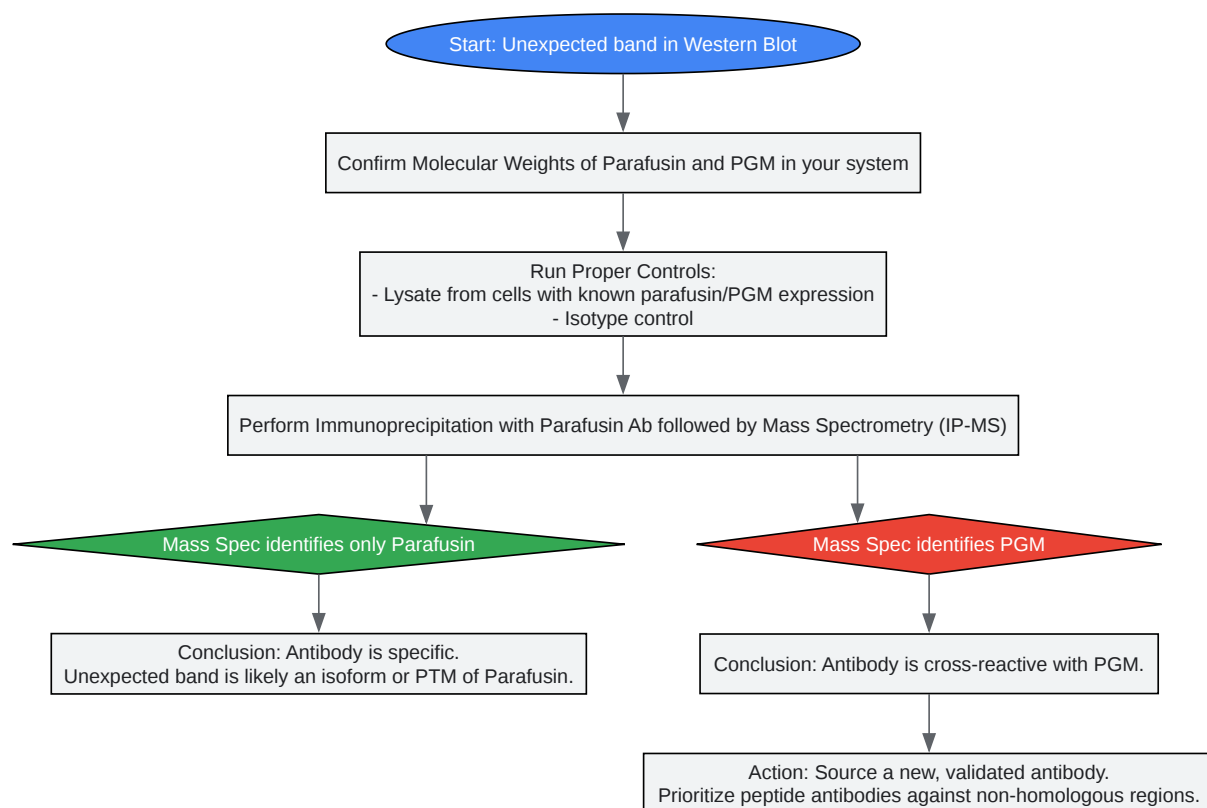 Start: Unexpected band in Western Blot
Confirm Molecular Weights of Parafusin and PGM in your system
Run Proper Controls:
- Lysate from cells with known parafusin/PGM expression
- Isotype control
Perform Immunoprecipitation with Parafusin Ab followed by Mass Spectrometry (IP-MS)
Mass Spec identifies only Parafusin
Mass Spec identifies PGM
Conclusion: Antibody is specific.
Unexpected band is likely an isoform or PTM of Parafusin.
Conclusion: Antibody is cross-reactive with PGM.
Action: Source a new, validated antibody.
Prioritize peptide antibodies against non-homologous regions.